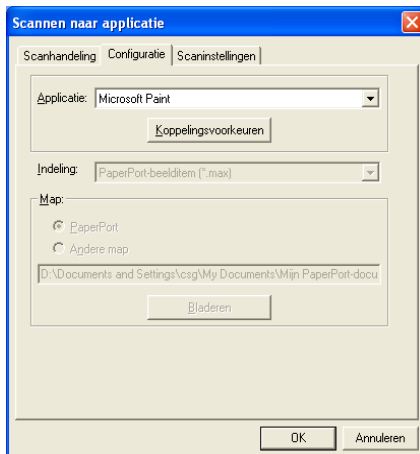 Scannen naar applicatie
Scanhandeling Configuratie Scaninstellingen
Applicatie: Microsoft Paint
Koppelingsvoorkeuren
Indeling: PaperPort-beelditem (*.max)
Map:
PaperPort
Andere map
D:\Documents and Settings\csg\My Documents\Mijn PaperPort-docu
Bladeren
OK Annuleren